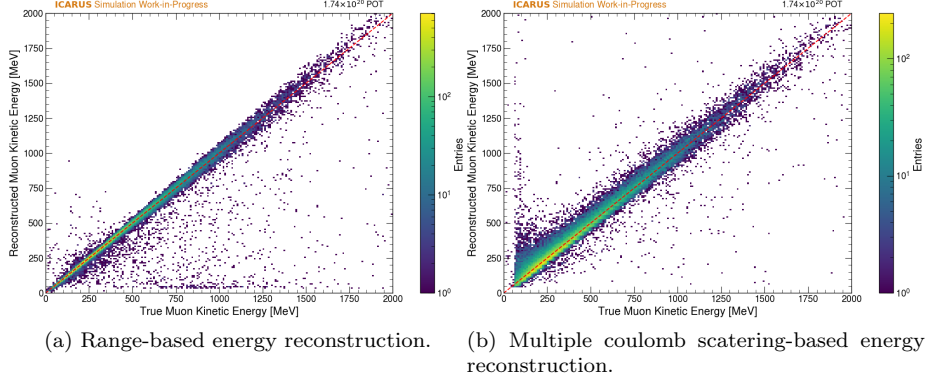 ICARUS Simulation Work-in-Progress 1.74×10²⁰ POT
2000
1750
1500
1250
1000
750
500
250
0
Reconstructed Muon Kinetic Energy [MeV]
0 250 500 750 1000 1250 1500 1750 2000
True Muon Kinetic Energy [MeV]
10²
10¹
10⁰
Entries
(a) Range-based energy reconstruction.
ICARUS Simulation Work-in-Progress 1.74×10²⁰ POT
2000
1750
1500
1250
1000
750
500
250
0
Reconstructed Muon Kinetic Energy [MeV]
0 250 500 750 1000 1250 1500 1750 2000
True Muon Kinetic Energy [MeV]
10²
10¹
10⁰
Entries
(b) Multiple coulomb scatering-based energy
reconstruction.